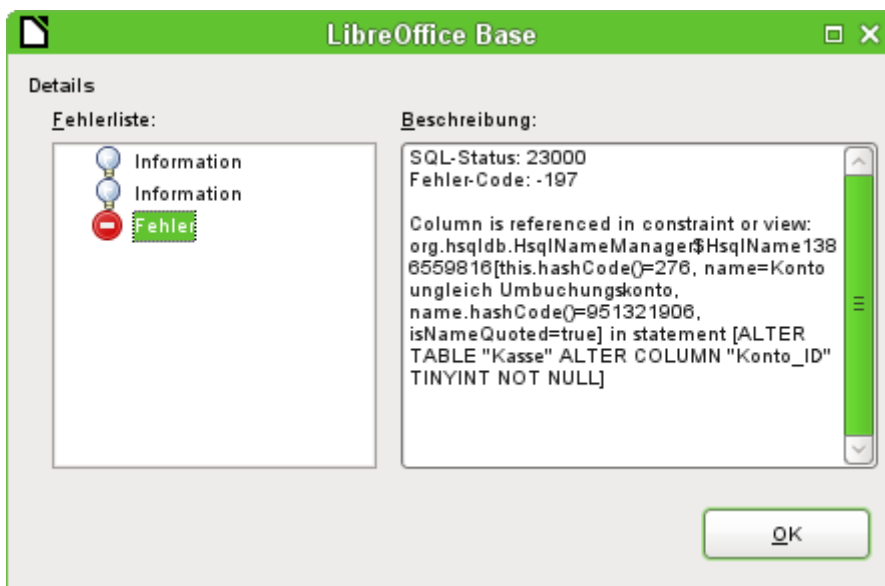 LibreOffice Base
Details
Fehlerliste:
Information
Information
Fehler
Beschreibung:
SQL-Status: 23000
Fehler-Code: -197
Column is referenced in constraint or view:
org.hsqldb.HsqlNameManager$HsqlName138
6559816[this.hashCode()=276, name=Konto
ungleich Umbuchungskonto,
name.hashCode()=951321906,
isNameQuoted=true] in statement [ALTER
TABLE "Kasse" ALTER COLUMN "Konto_ID"
TINYINT NOT NULL]
OK